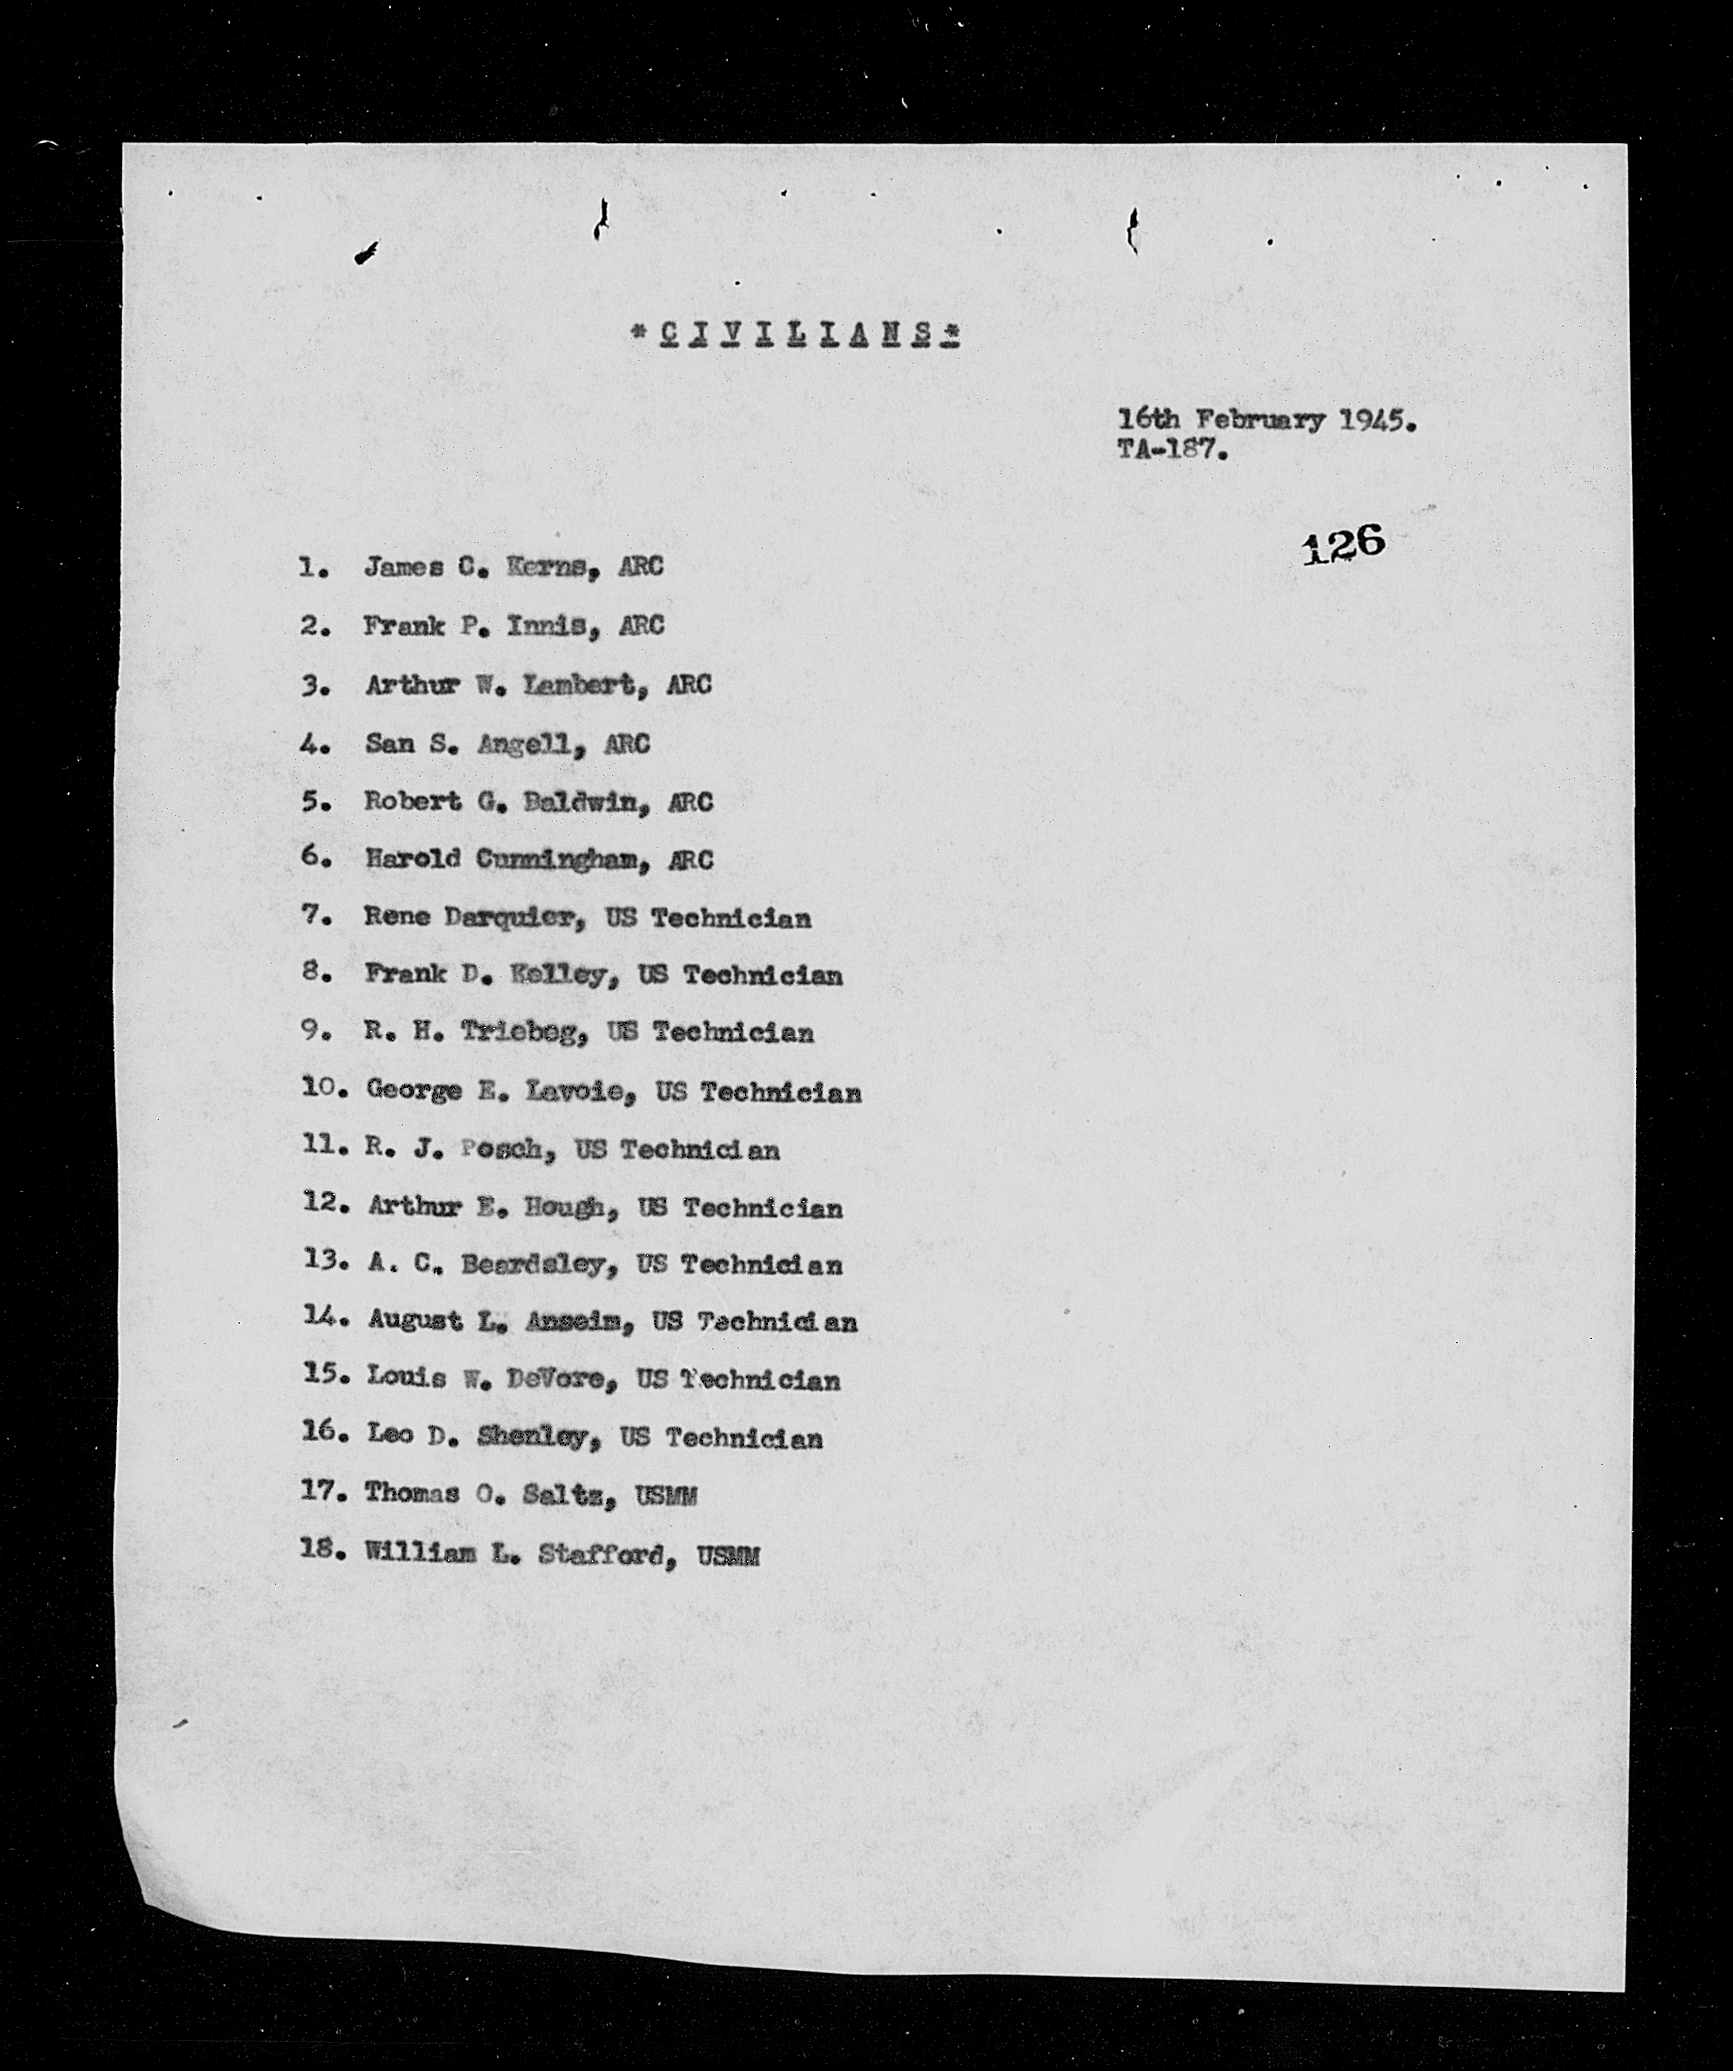 *C I V I L I A N S*
16th February 1945.
TA-187.
126
1. James C. Kerns, ARC
2. Frank P. Innis, ARC
3. Arthur W. Lambert, ARC
4. San S. Angell, ARC
5. Robert G. Baldwin, ARC
6. Harold Cunningham, ARC
7. Rene Darquier, US Technician
8. Frank D. Kelley, US Technician
9. R. H. Triebeg, US Technician
10. George E. Lavoie, US Technician
11. R. J. Posch, US Technician
12. Arthur E. Hough, US Technician
13. A. C. Beardsley, US Technician
14. August L. Anseim, US Technician
15. Louis W. DeVore, US Technician
16. Leo D. Shenley, US Technician
17. Thomas O. Saltz, USMM
18. William L. Stafford, USMM